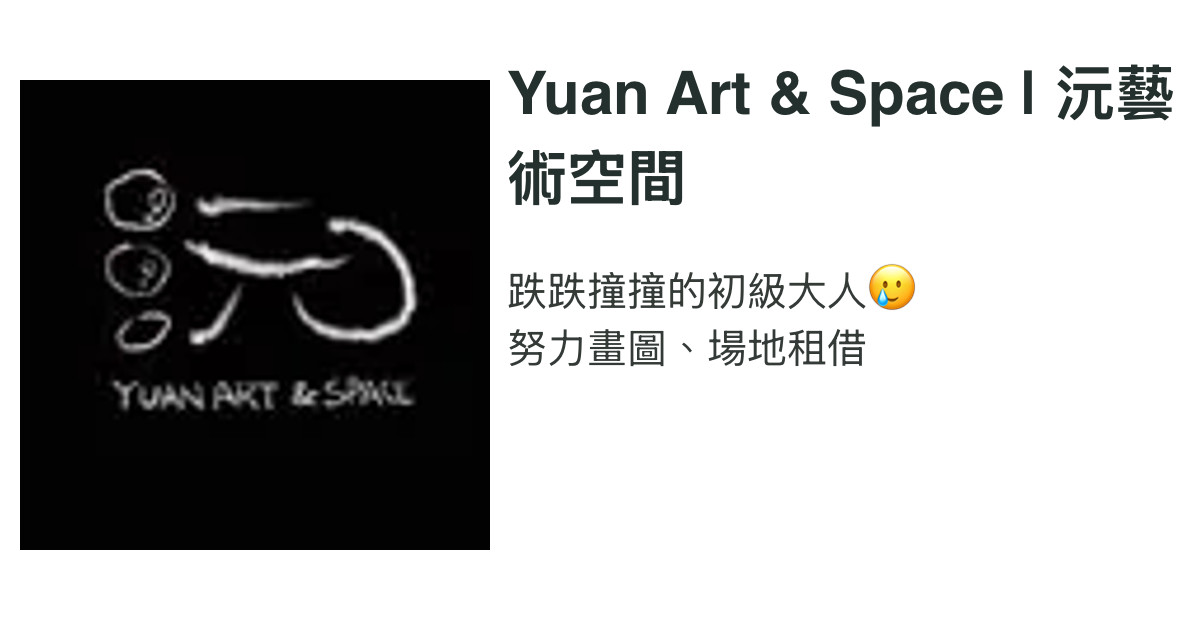 沅
YUAN ART & SPACE
Yuan Art & Space | 沅藝
術空間
跌跌撞撞的初級大人🥲
努力畫圖、場地租借